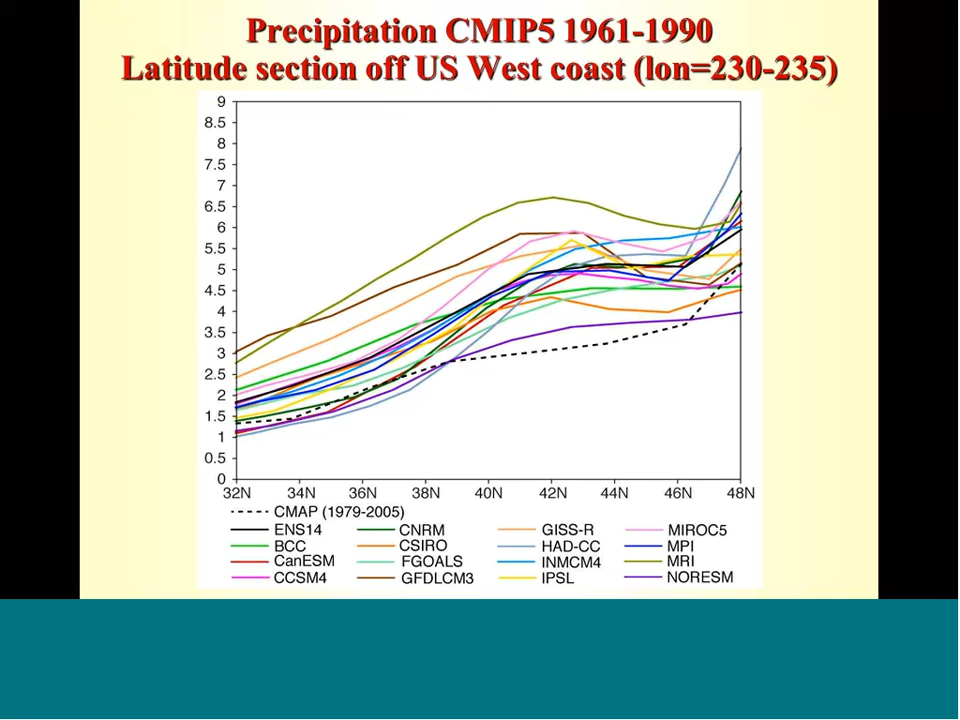 Precipitation CMIP5 1961-1990
Latitude section off US West coast (lon=230-235)
9
8.5
8
7.5
7
6.5
6
5.5
5
4.5
4
3.5
3
2.5
2
1.5
1
0.5
0
32N 34N 36N 38N 40N 42N 44N 46N 48N
CMAP (1979-2005)
ENS14 CNRM GISS-R MIROC5
BCC CSIRO HAD-CC MPI
CanESM FGOALS INMCM4 MRI
CCSM4 GFDLCM3 IPSL NORESM